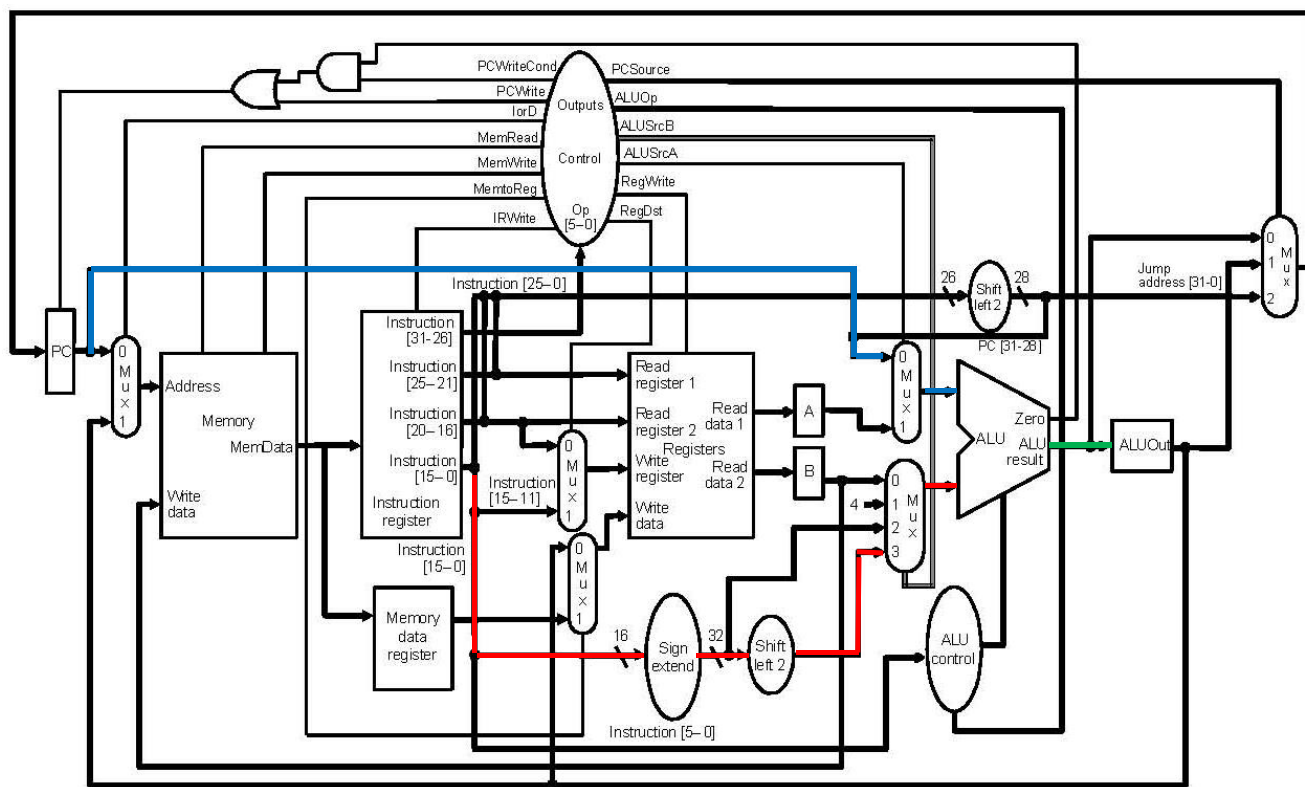 PCWriteCond
PCSource
PCWrite
Outputs
ALUOp
IorD
ALUSrcB
MemRead
ALUSrcA
MemWrite
Control
RegWrite
MemtoReg
RegDst
IRWrite
Op
[5–0]
Instruction [25–0]
26
Shift
left 2
28
Jump
address [31-0]
0
1
2
M
u
x
PC
0
M
u
x
1
Address
Memory
MemData
Write
data
Instruction
[31-26]
Instruction
[25–21]
Instruction
[20–16]
Instruction
[15–0]
Instruction
register
Instruction
[15–0]
Instruction
[15–11]
0
M
u
x
1
Read
register 1
Read
register 2
Write
register
Write
data
Registers
Read
data 1
Read
data 2
A
B
PC [31-28]
0
M
u
x
1
4
0
1
2
3
M
u
x
Zero
ALU
ALU
result
ALUOut
Memory
data
register
0
M
u
x
1
16
Sign
extend
32
Shift
left 2
ALU
control
Instruction [5–0]